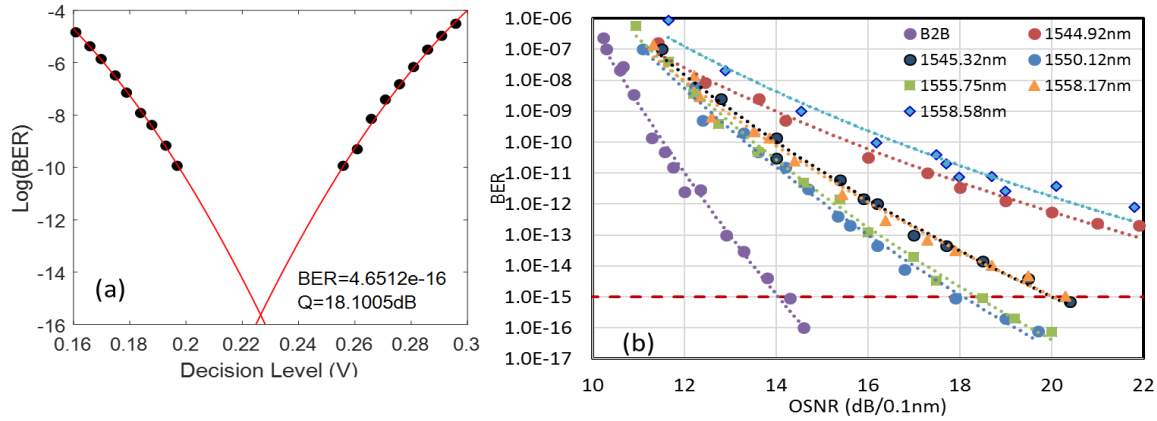 -4
-6
-8
-10
-12
-14
-16
Log(BER)
(a)
BER=4.6512e-16
Q=18.1005dB
0.16 0.18 0.20 0.22 0.24 0.26 0.28 0.3
Decision Level (V)
1.0E-06
1.0E-07
1.0E-08
1.0E-09
1.0E-10
1.0E-11
1.0E-12
1.0E-13
1.0E-14
1.0E-15
1.0E-16
1.0E-17
BER
B2B 1544.92nm
1545.32nm 1550.12nm
1555.75nm 1558.17nm
1558.58nm
(b)
10 12 14 16 18 20 22
OSNR (dB/0.1nm)